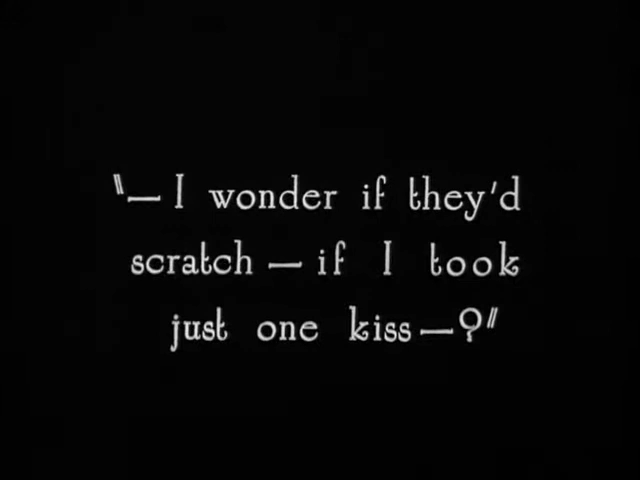 "—I wonder if they'd
scratch — if I took
just one kiss—?"